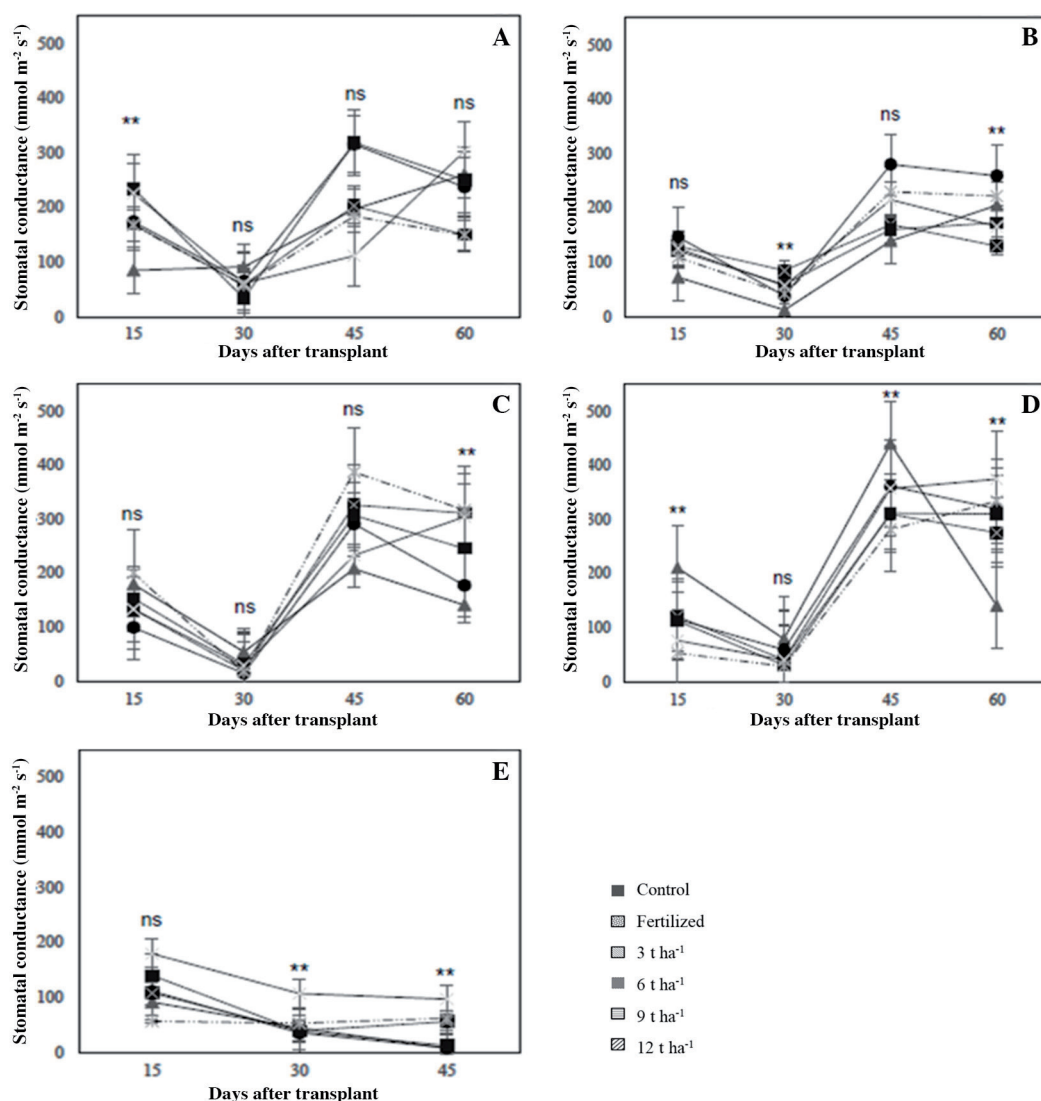 A
Stomatal conductance (mmol m-2 s-1)
500
400
300
200
100
0
**
ns
ns
ns
15
30
45
60
Days after transplant
B
Stomatal conductance (mmol m-2 s-1)
500
400
300
200
100
0
ns
**
ns
**
15
30
45
60
Days after transplant
C
Stomatal conductance (mmol m-2 s-1)
500
400
300
200
100
0
ns
ns
ns
**
15
30
45
60
Days after transplant
D
Stomatal conductance (mmol m-2 s-1)
500
400
300
200
100
0
**
ns
**
**
15
30
45
60
Days after transplant
E
Stomatal conductance (mmol m-2 s-1)
500
400
300
200
100
0
ns
**
**
15
30
45
Days after transplant
Control
Fertilized
3 t ha-1
6 t ha-1
9 t ha-1
12 t ha-1